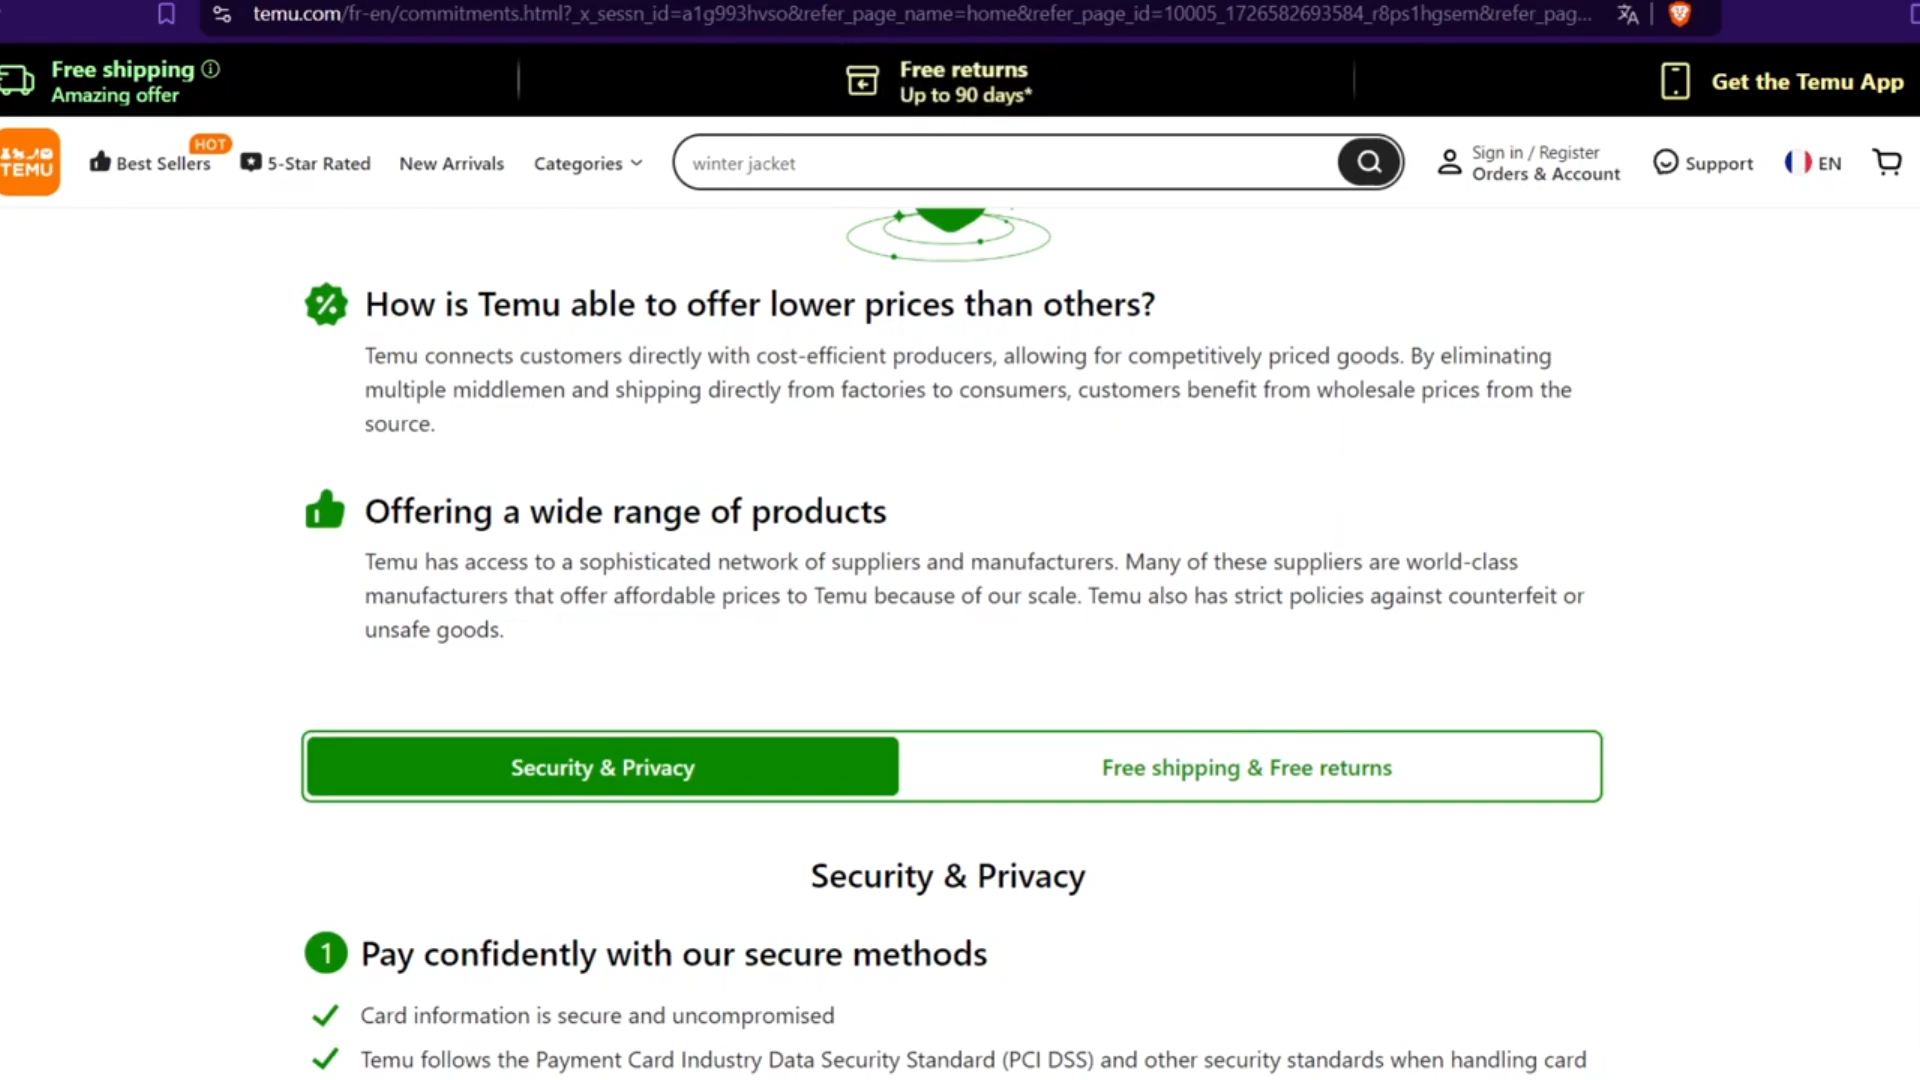 temu.com/fr-en/commitments.html?_x_sessn_id=a1g993hvso&refer_page_name=home&refer_page_id=10005_1726582693584_r8ps1hgsem&refer_pag...
Free shipping
Amazing offer
Free returns
Up to 90 days*
Get the Temu App
TEMU
Best Sellers
HOT
5-Star Rated
New Arrivals
Categories
winter jacket
Sign in / Register
Orders & Account
Support
EN
How is Temu able to offer lower prices than others?
Temu connects customers directly with cost-efficient producers, allowing for competitively priced goods. By eliminating
multiple middlemen and shipping directly from factories to consumers, customers benefit from wholesale prices from the
source.
Offering a wide range of products
Temu has access to a sophisticated network of suppliers and manufacturers. Many of these suppliers are world-class
manufacturers that offer affordable prices to Temu because of our scale. Temu also has strict policies against counterfeit or
unsafe goods.
Security & Privacy
Free shipping & Free returns
Security & Privacy
1 Pay confidently with our secure methods
Card information is secure and uncompromised
Temu follows the Payment Card Industry Data Security Standard (PCI DSS) and other security standards when handling card